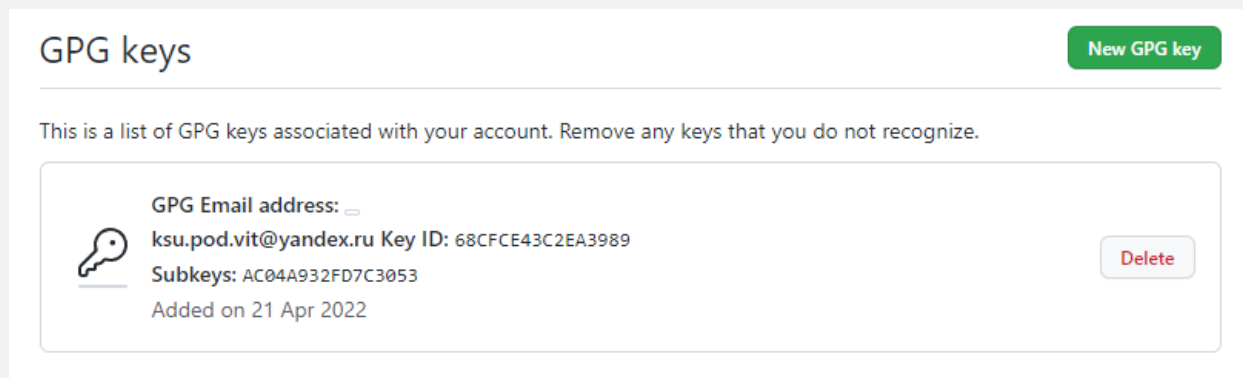 GPG keys
New GPG key
This is a list of GPG keys associated with your account. Remove any keys that you do not recognize.
GPG Email address:
ksu.pod.vit@yandex.ru Key ID: 68CFCE43C2EA3989
Subkeys: AC04A932FD7C3053
Added on 21 Apr 2022
Delete